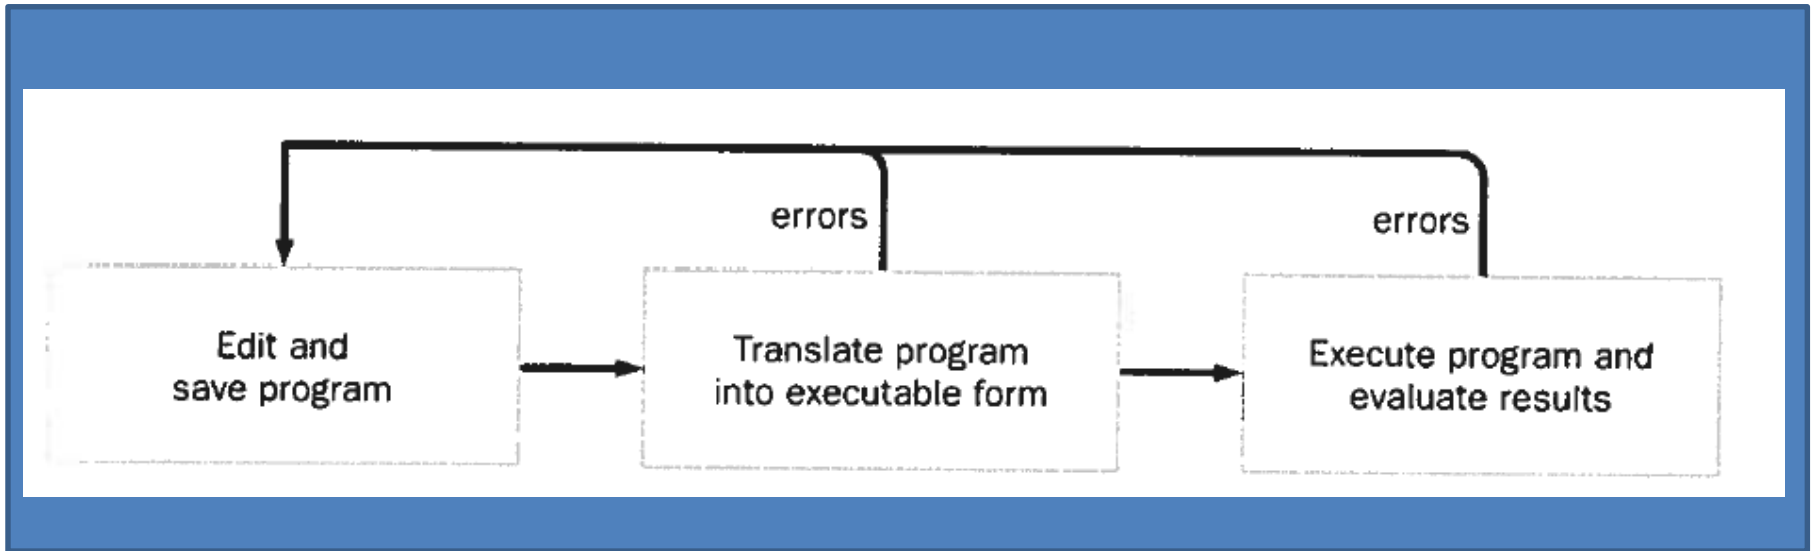 errors
errors
Edit and
save program
Translate program
into executable form
Execute program and
evaluate results